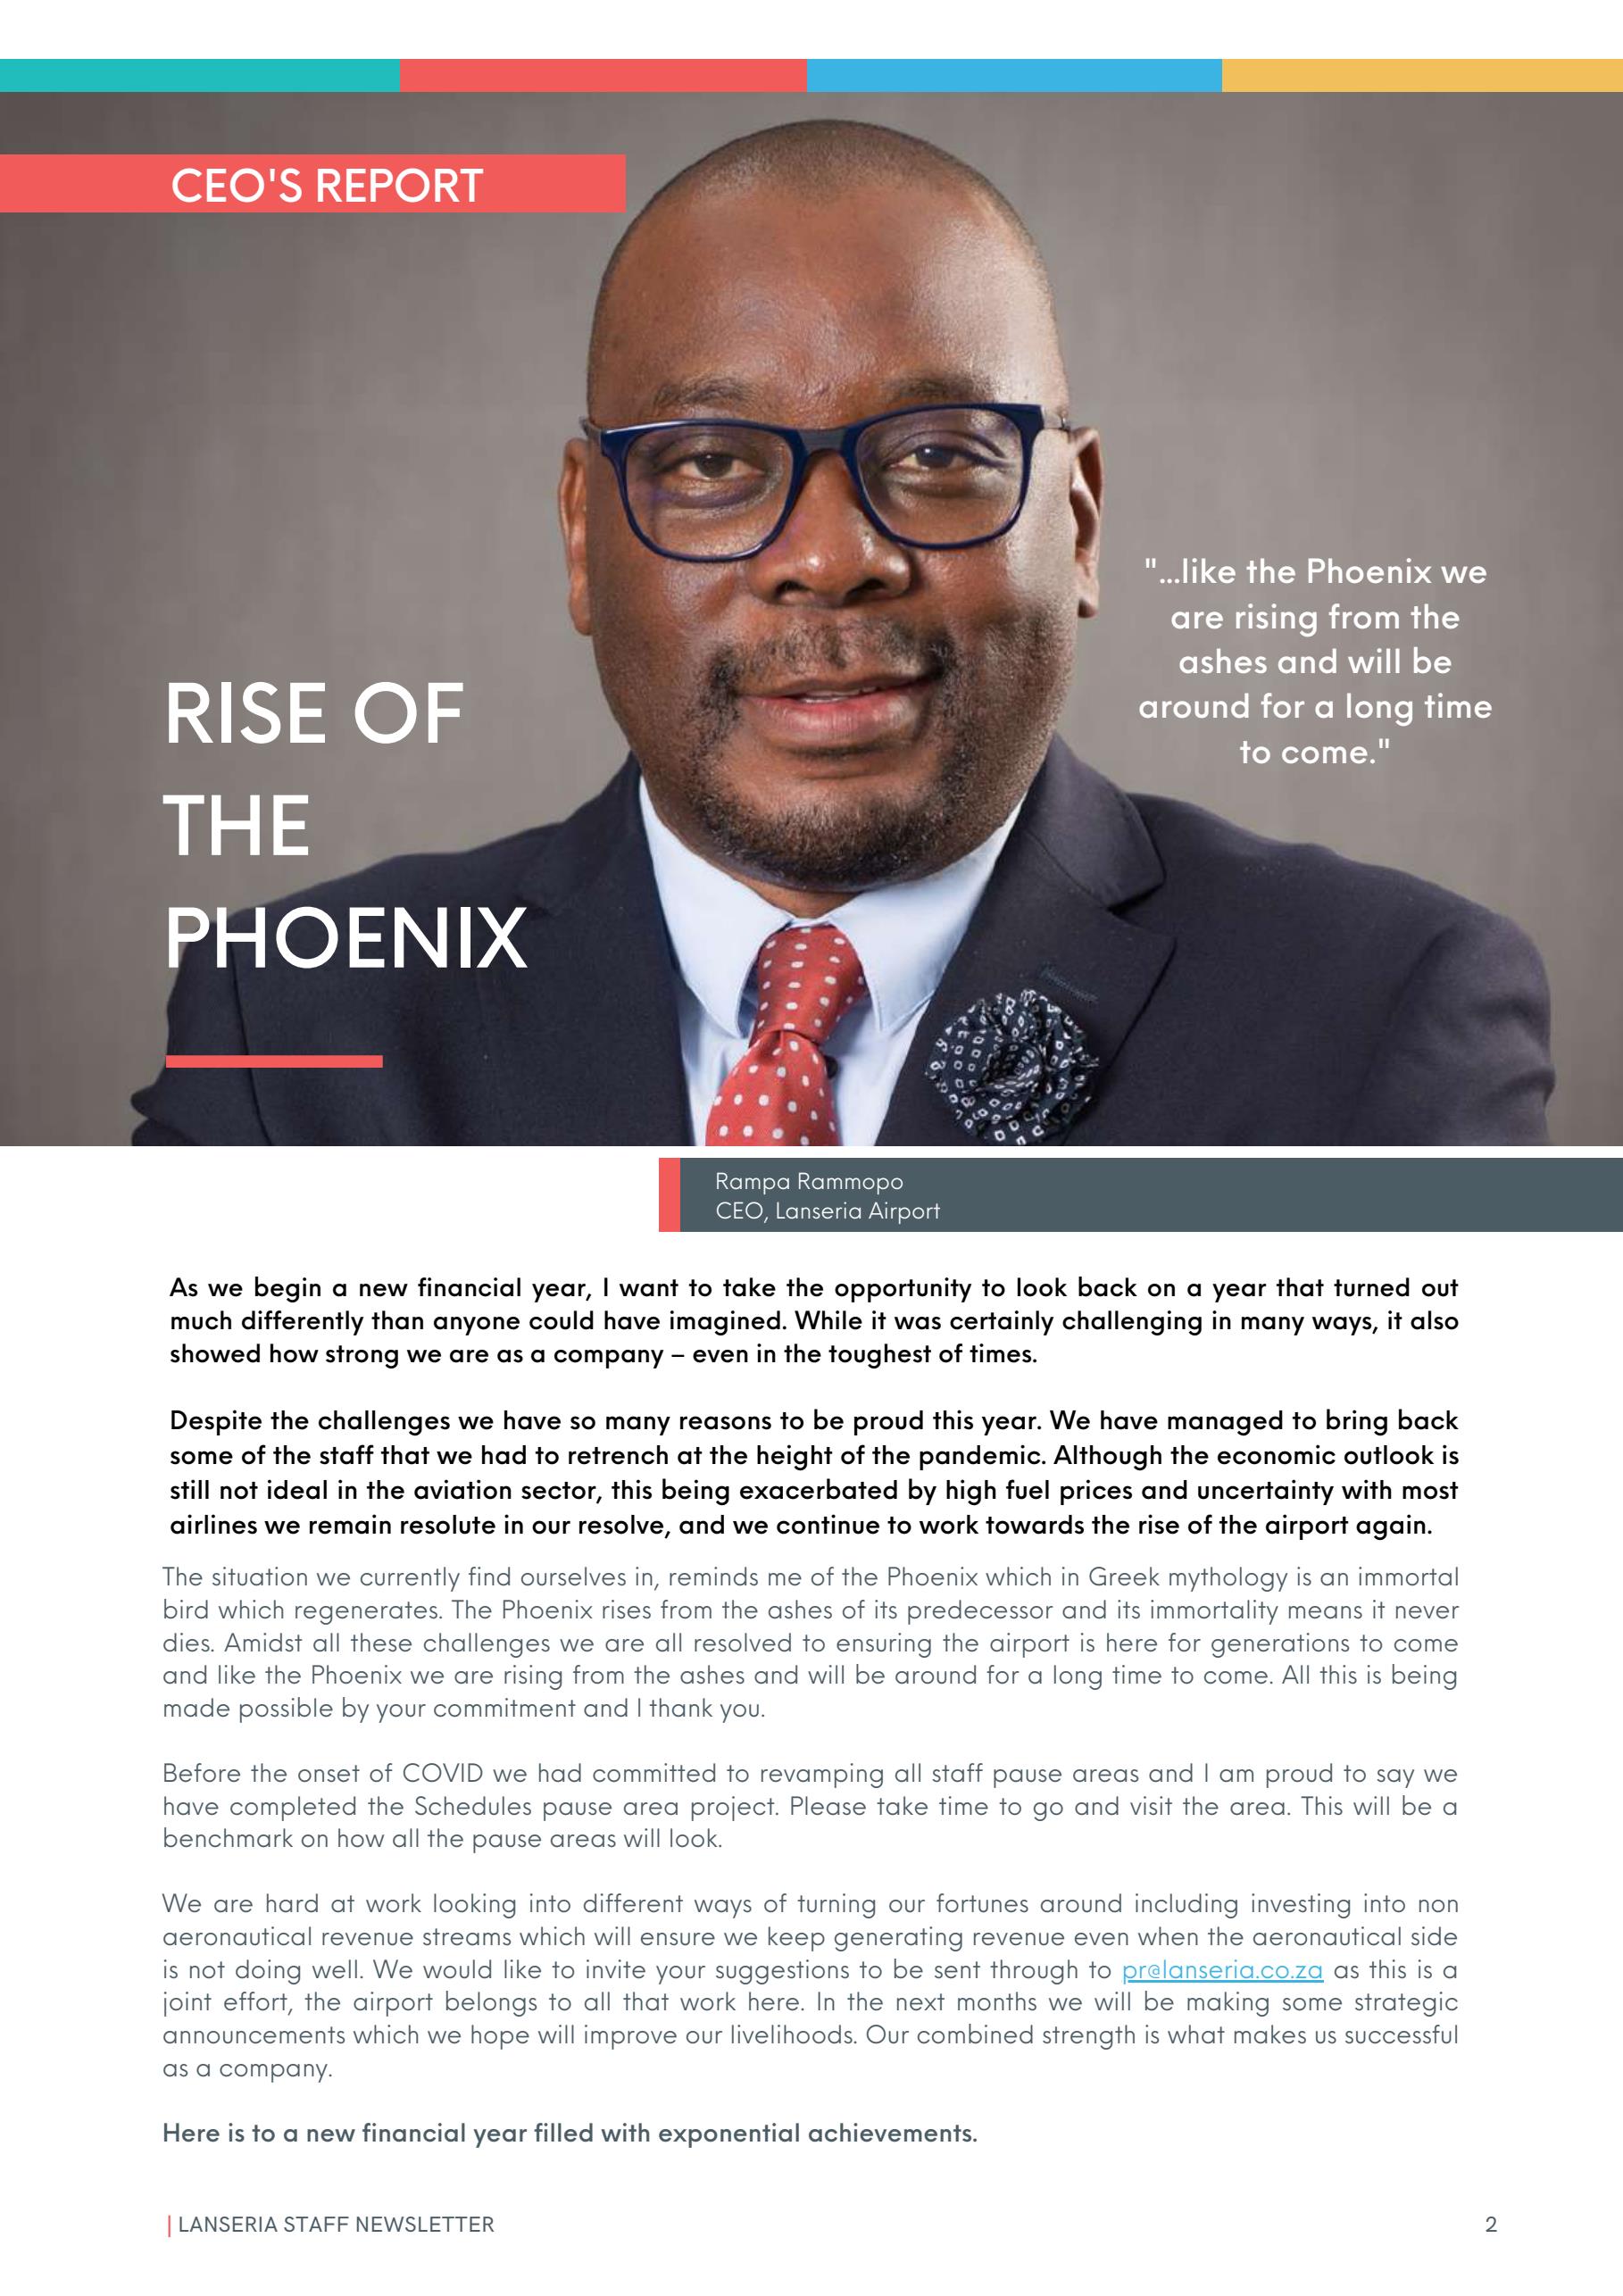 CEO'S REPORT
"...like the Phoenix we
are rising from the
ashes and will be
around for a long time
to come."
RISE OF
THE
PHOENIX
Rampa Rammopo
CEO, Lanseria Airport
As we begin a new financial year, I want to take the opportunity to look back on a year that turned out
much differently than anyone could have imagined. While it was certainly challenging in many ways, it also
showed how strong we are as a company – even in the toughest of times.
Despite the challenges we have so many reasons to be proud this year. We have managed to bring back
some of the staff that we had to retrench at the height of the pandemic. Although the economic outlook is
still not ideal in the aviation sector, this being exacerbated by high fuel prices and uncertainty with most
airlines we remain resolute in our resolve, and we continue to work towards the rise of the airport again.
The situation we currently find ourselves in, reminds me of the Phoenix which in Greek mythology is an immortal
bird which regenerates. The Phoenix rises from the ashes of its predecessor and its immortality means it never
dies. Amidst all these challenges we are all resolved to ensuring the airport is here for generations to come
and like the Phoenix we are rising from the ashes and will be around for a long time to come. All this is being
made possible by your commitment and I thank you.
Before the onset of COVID we had committed to revamping all staff pause areas and I am proud to say we
have completed the Schedules pause area project. Please take time to go and visit the area. This will be a
benchmark on how all the pause areas will look.
We are hard at work looking into different ways of turning our fortunes around including investing into non
aeronautical revenue streams which will ensure we keep generating revenue even when the aeronautical side
is not doing well. We would like to invite your suggestions to be sent through to pr@lanseria.co.za as this is a
joint effort, the airport belongs to all that work here. In the next months we will be making some strategic
announcements which we hope will improve our livelihoods. Our combined strength is what makes us successful
as a company.
Here is to a new financial year filled with exponential achievements.
| LANSERIA STAFF NEWSLETTER
2